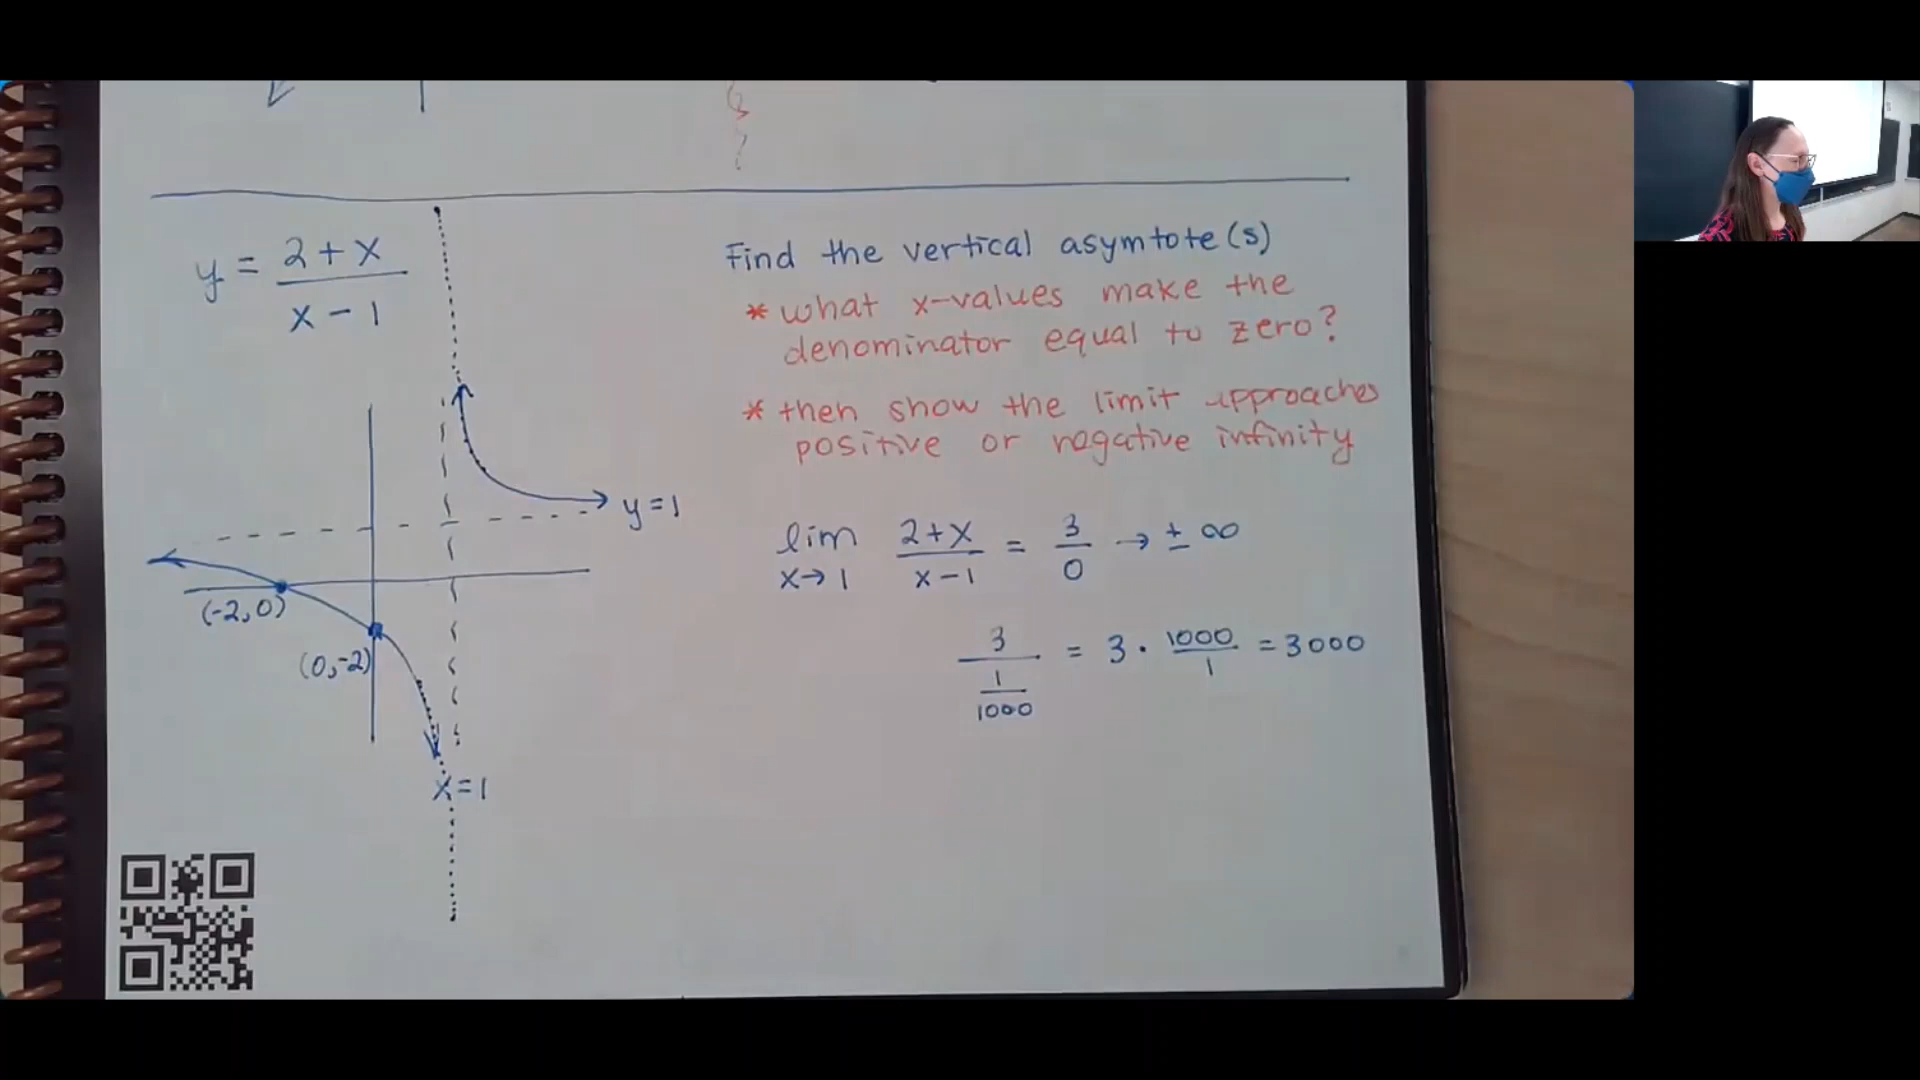 y = 2 + x / x - 1
Find the vertical asymtote(s)
* what x-values make the
denominator equal to zero?
* then show the limit approaches
positive or negative infinity
y = 1
lim x→1 2+x / x-1 = 3/0 → ± ∞
(-2,0)
(0,-2)
3 / 1/1000 = 3 · 1000/1 = 3000
x = 1